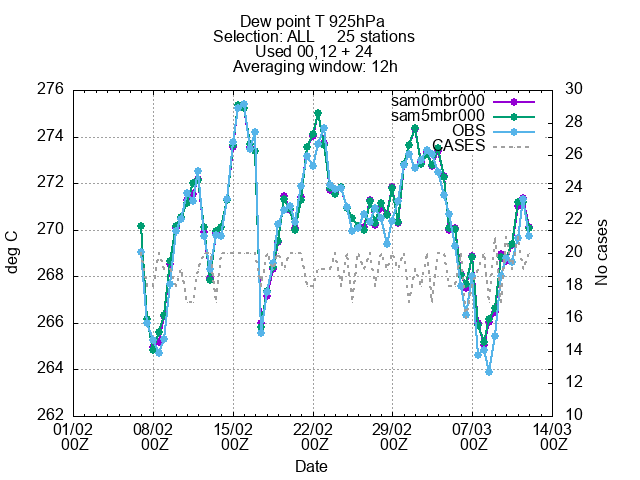 Dew point T 925hPa
Selection: ALL 25 stations
Used 00,12 + 24
Averaging window: 12h
sam0mbr000
sam5mbr000
OBS
CASES
276
274
272
270
268
266
264
262
deg C
30
28
26
24
22
20
18
16
14
12
10
No cases
01/02 08/02 15/02 22/02 29/02 07/03 14/03
00Z 00Z 00Z 00Z 00Z 00Z 00Z
Date